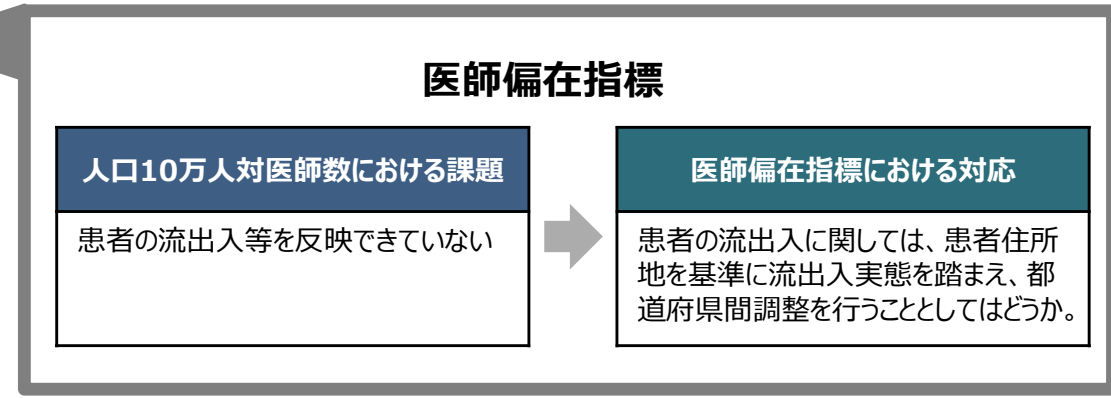 医師偏在指標
人口10万人対医師数における課題
患者の流出入等を反映できていない
医師偏在指標における対応
患者の流出入に関しては、患者住所
地を基準に流出入実態を踏まえ、都
道府県間調整を行うこととしてはどうか。